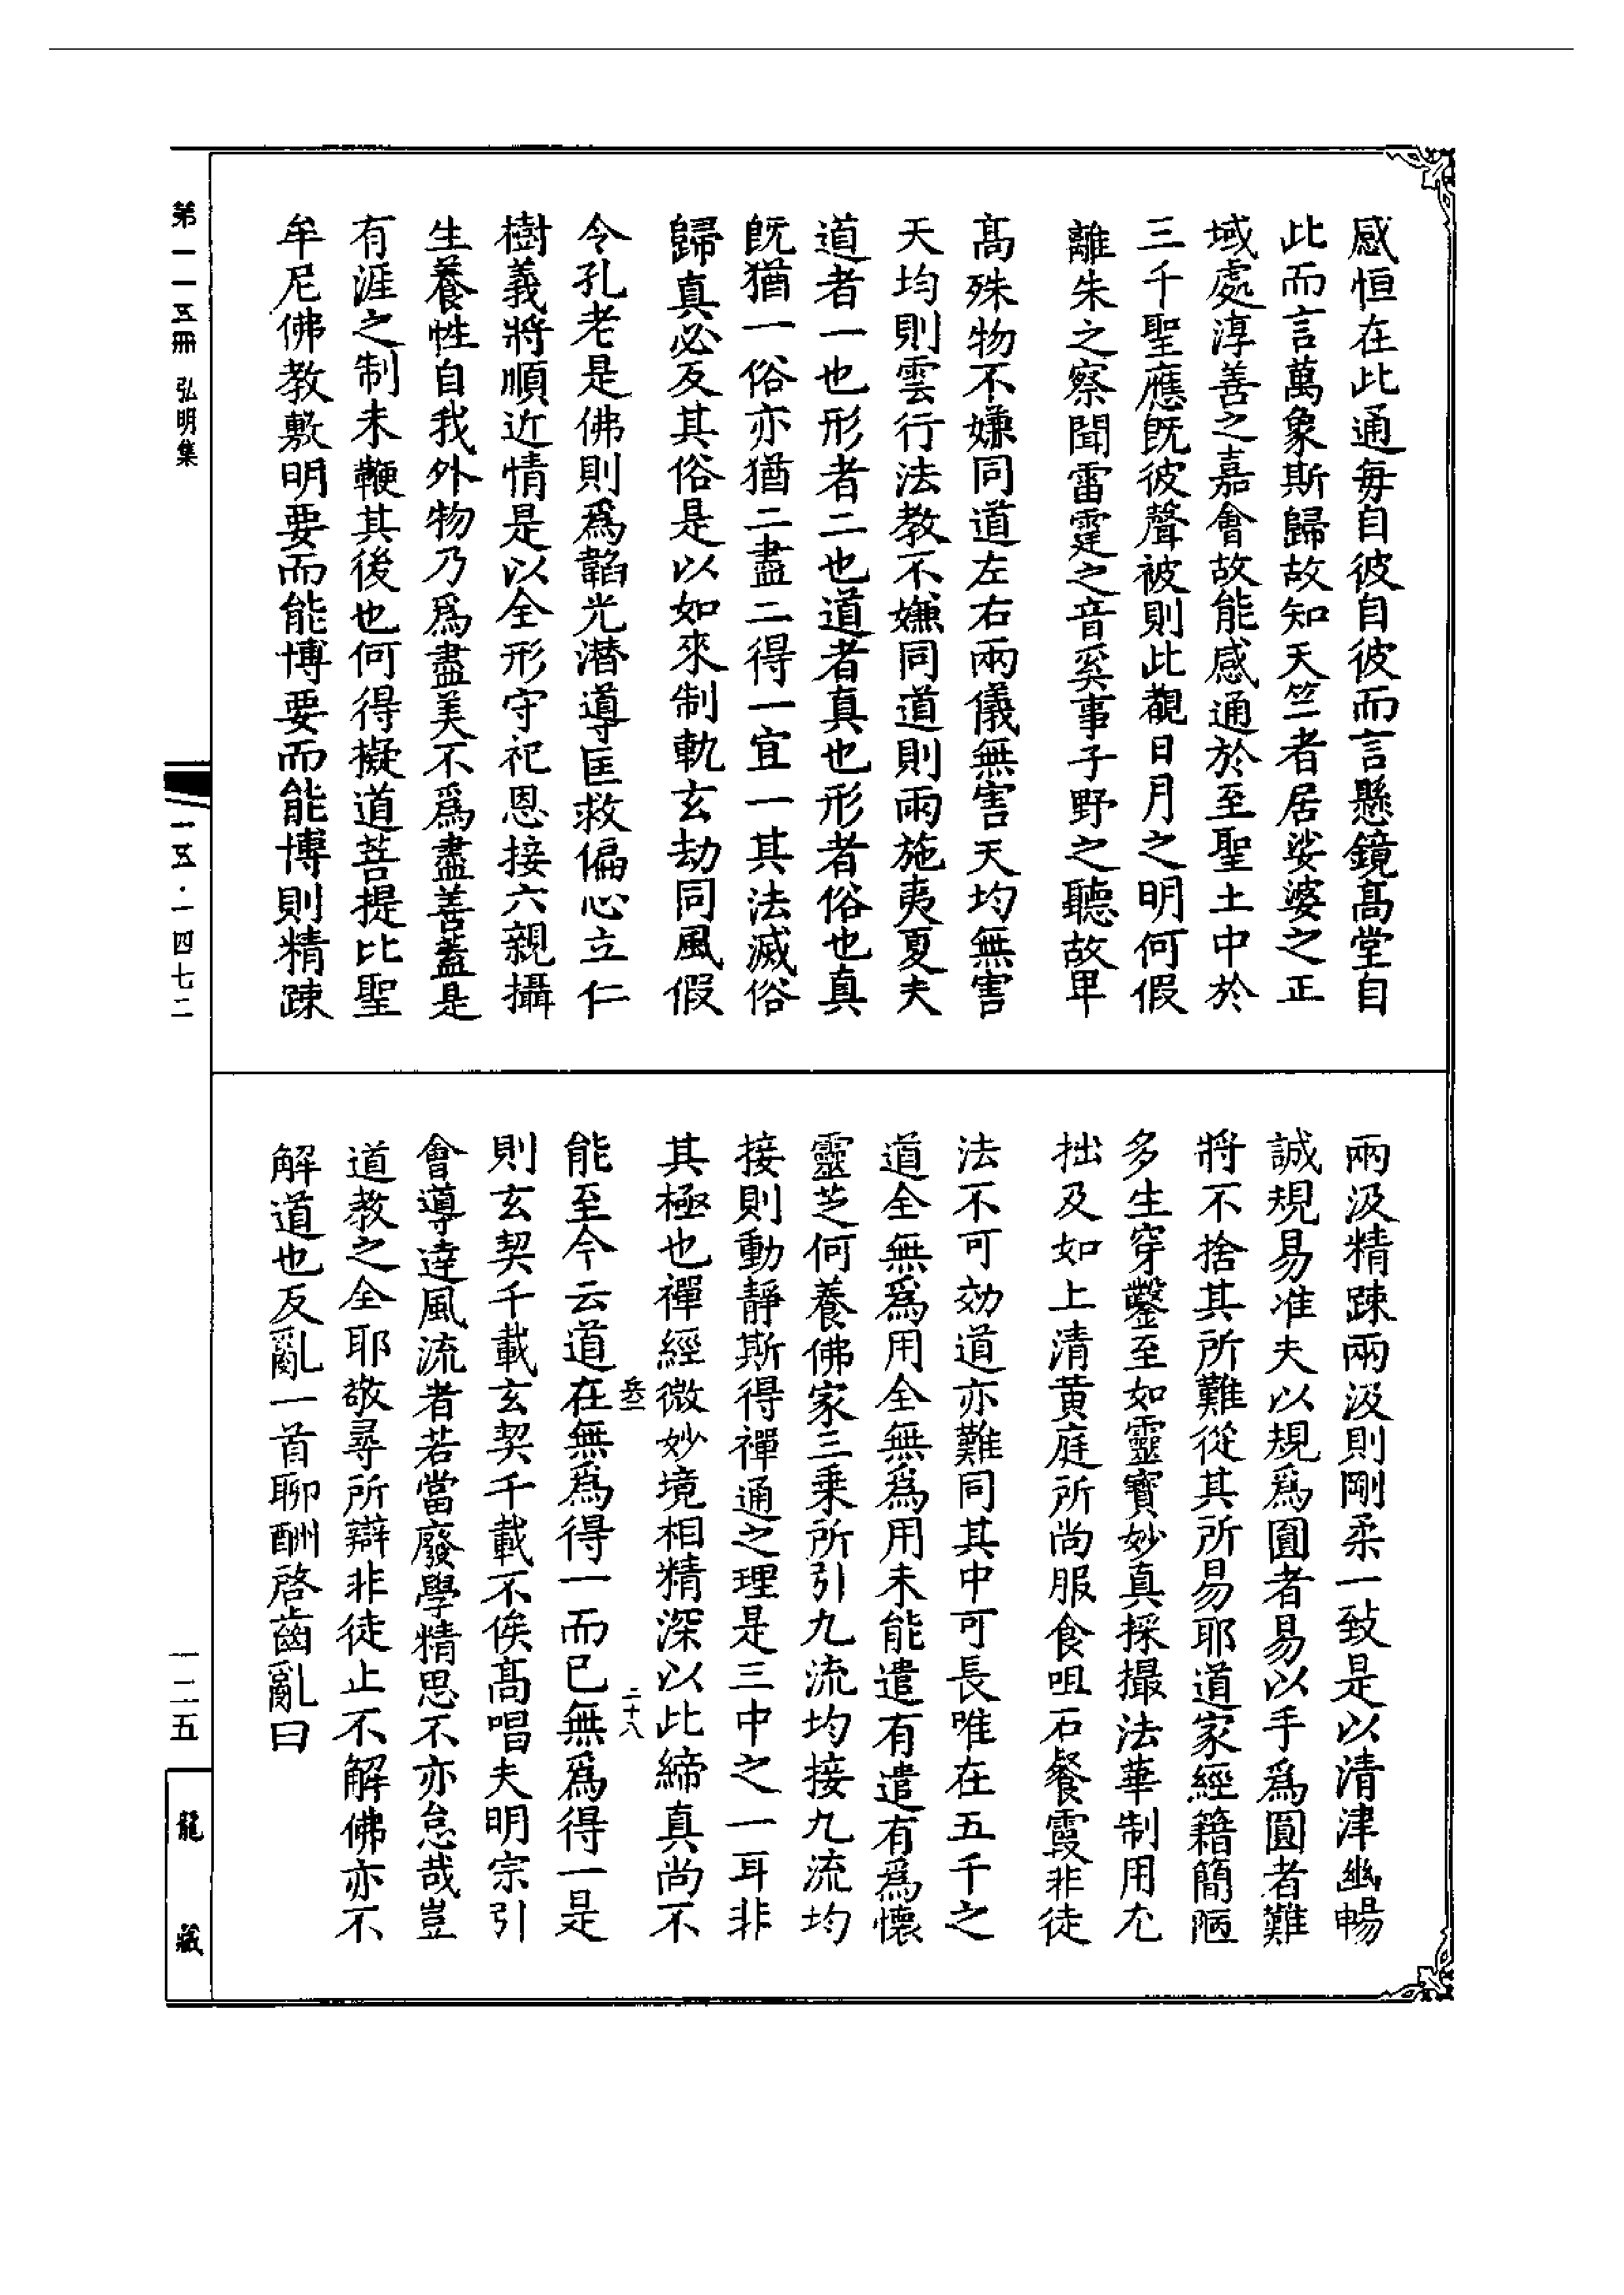 感恒在此通每自彼自彼而言懸鏡髙堂自
此而言萬象斯歸故知天竺者居娑婆之正
域處淳善之嘉會故能感通於至聖土中於
三千聖應既彼聲被則此覩日月之明何假
離朱之察聞雷霆之音奚事子野之聽故卑
髙殊物不嫌同道左右兩儀無害天均無害
天均則雲行法教不嫌同道則雨施夷夏夫
道者一也形者二也道者真也形者俗也真
既猶一俗亦猶二盡二得一宜一其法滅俗
歸真必反其俗是以如來制軌玄劫同風假
令孔老是佛則爲韜光潜導匡救偏心立仁
樹義將順近情是以全形守祀恩接六親攝
生養性自我外物乃爲盡美不爲盡善蓋是
有涯之制未鞭其後也何得擬道菩提比聖
牟尼佛教敷明要而能博要而能博則精踈
兩汲精踈兩汲則剛柔一致是以清津幽暢
誠規易准夫以規爲圓者易以手爲圓者難
將不捨其所難從其所易耶道家經籍簡陋
多生穿鑿至如靈寶妙真採撮法華制用尤
拙及如上清黄庭所尚服食咀石餐霞非徒
法不可効道亦難同其中可長唯在五千之
道全無爲用全無爲用未能遣有遣有爲懷
靈芝何養佛家三乗所引九流均接九流均
接則動靜斯得禪通之理是三中之一耳非
其極也禪經微妙境相精深以此締真尚不
能至今云道在無爲得一而已無爲得一是
則玄契千載玄契千載不俟髙唱夫明宗引
會導達風流者若當廢學精思不亦怠哉豈
道教之全耶敬尋所辯非徒止不解佛亦不
解道也反亂一首聊酬啓齒亂曰
二十八
第一一五冊 弘明集
一五·一四七二
一二五
龍藏